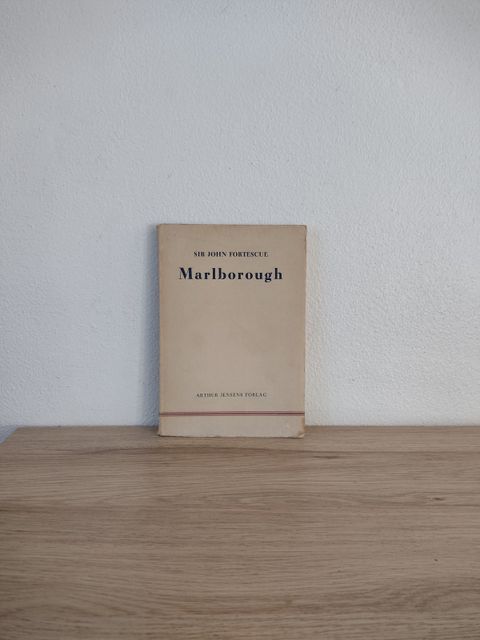 SIR JOHN FORTESCUE
Marlborough
ARTHUR JENSENS FORLAG